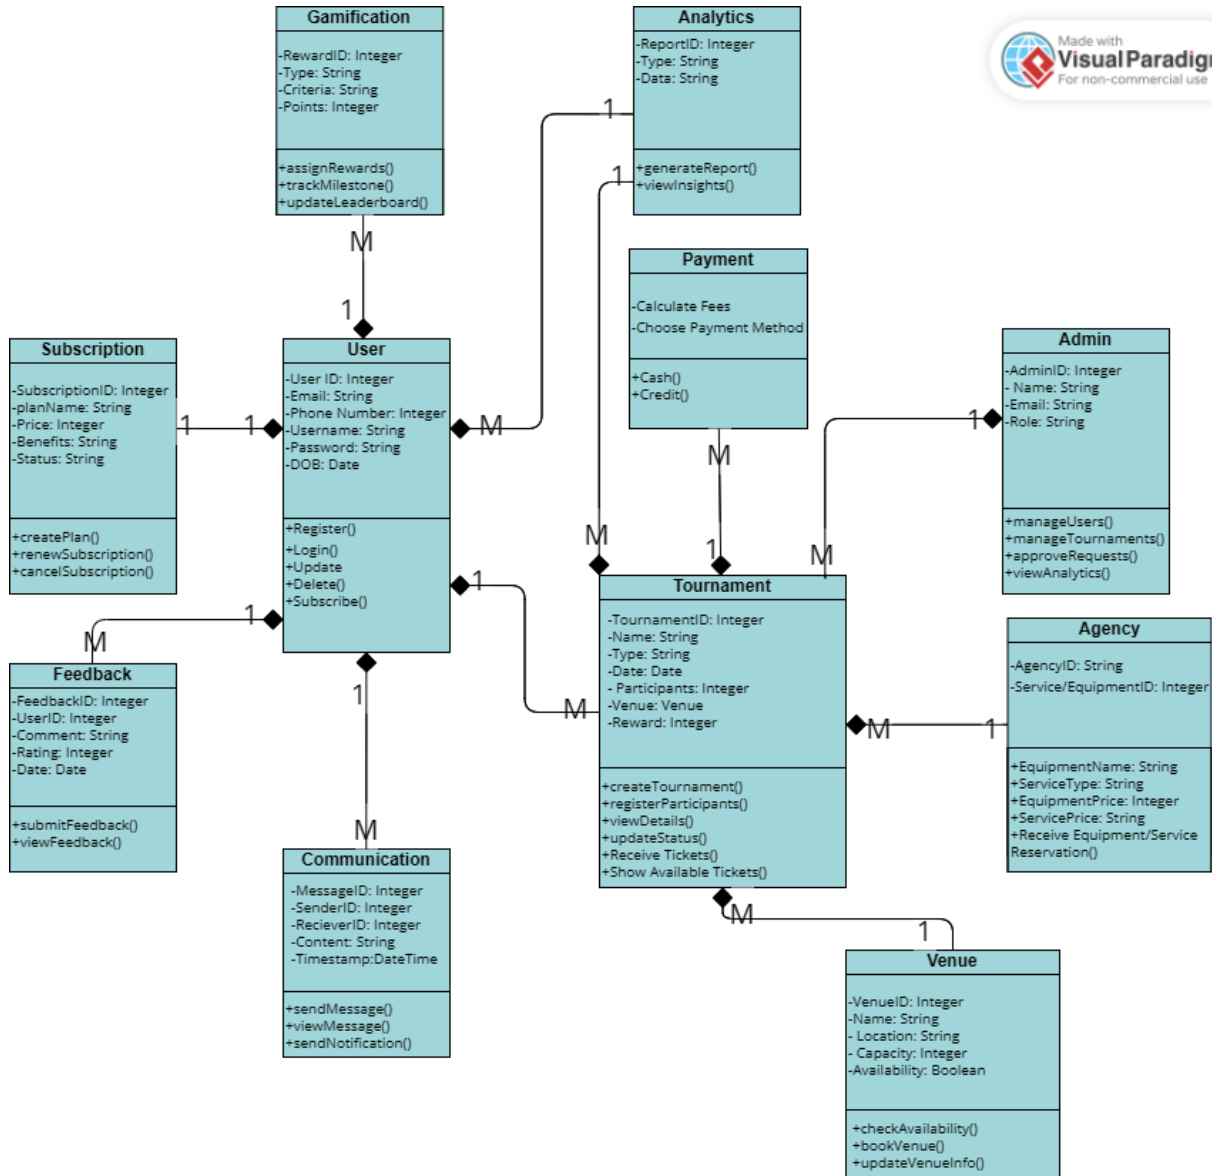 Gamification
-RewardID: Integer
-Type: String
-Criteria: String
-Points: Integer
+assignRewards()
+trackMilestone()
+updateLeaderboard()
Analytics
-ReportID: Integer
-Type: String
-Data: String
+generateReport()
+viewInsights()
Made with
Visual Paradigm
For non-commercial use
1
1
M
1
Payment
-Calculate Fees
-Choose Payment Method
+Cash()
+Credit()
Subscription
-SubscriptionID: Integer
-planName: String
-Price: Integer
-Benefits: String
-Status: String
+createPlan()
+renewSubscription()
+cancelSubscription()
1
1
User
-User ID: Integer
-Email: String
-Phone Number: Integer
-Username: String
-Password: String
-DOB: Date
+Register()
+Login()
+Update
+Delete()
+Subscribe()
M
1
1
M
1
Admin
-AdminID: Integer
- Name: String
-Email: String
-Role: String
+manageUsers()
+manageTournaments()
+approveRequests()
+viewAnalytics()
1
M
M
M
1
Tournament
-TournamentID: Integer
-Name: String
-Type: String
-Date: Date
- Participants: Integer
-Venue: Venue
-Reward: Integer
+createTournament()
+registerParticipants()
+viewDetails()
+updateStatus()
+Receive Tickets()
+Show Available Tickets()
M
Agency
-AgencyID: String
-Service/EquipmentID: Integer
+EquipmentName: String
+ServiceType: String
+EquipmentPrice: Integer
+ServicePrice: String
+Receive Equipment/Service
Reservation()
M
1
Feedback
-FeedbackID: Integer
-UserID: Integer
-Comment: String
-Rating: Integer
-Date: Date
+submitFeedback()
+viewFeedback()
M
1
M
Communication
-MessageID: Integer
-SenderID: Integer
-RecieverID: Integer
-Content: String
-Timestamp:DateTime
+sendMessage()
+viewMessage()
+sendNotification()
M
1
Venue
-VenueID: Integer
-Name: String
- Location: String
- Capacity: Integer
-Availability: Boolean
+checkAvailability()
+bookVenue()
+updateVenueInfo()